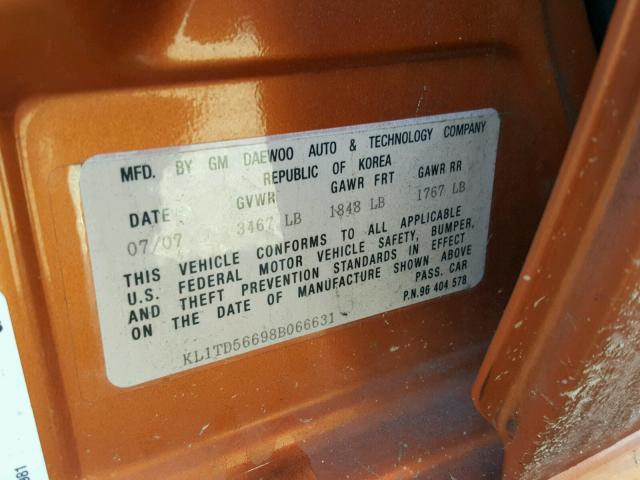 MFD. BY GM DAEWOO AUTO & TECHNOLOGY COMPANY
REPUBLIC OF KOREA
DATE GVWR GAWR FRT GAWR RR
07/07 3467 LB 1848 LB 1767 LB
THIS VEHICLE CONFORMS TO ALL APPLICABLE
U.S. FEDERAL MOTOR VEHICLE SAFETY, BUMPER,
AND THEFT PREVENTION STANDARDS IN EFFECT
ON THE DATE OF MANUFACTURE SHOWN ABOVE
PASS. CAR
P.N.96 404 578
KL1TD56698B066631